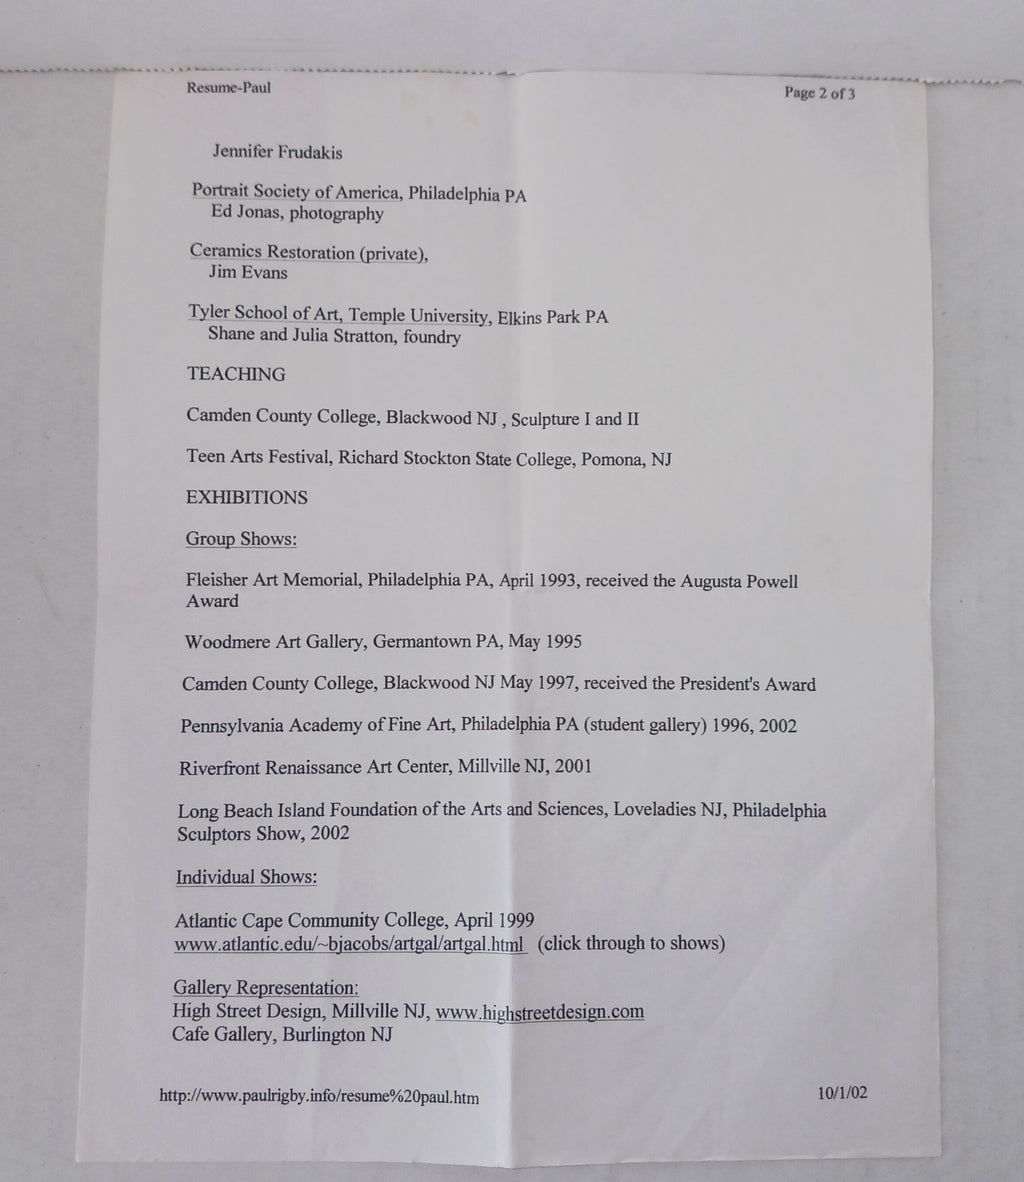 Resume-Paul
Page 2 of 3
Jennifer Frudakis
Portrait Society of America, Philadelphia PA
Ed Jonas, photography
Ceramics Restoration (private),
Jim Evans
Tyler School of Art, Temple University, Elkins Park PA
Shane and Julia Stratton, foundry
TEACHING
Camden County College, Blackwood NJ , Sculpture I and II
Teen Arts Festival, Richard Stockton State College, Pomona, NJ
EXHIBITIONS
Group Shows:
Fleisher Art Memorial, Philadelphia PA, April 1993, received the Augusta Powell
Award
Woodmere Art Gallery, Germantown PA, May 1995
Camden County College, Blackwood NJ May 1997, received the President's Award
Pennsylvania Academy of Fine Art, Philadelphia PA (student gallery) 1996, 2002
Riverfront Renaissance Art Center, Millville NJ, 2001
Long Beach Island Foundation of the Arts and Sciences, Loveladies NJ, Philadelphia
Sculptors Show, 2002
Individual Shows:
Atlantic Cape Community College, April 1999
www.atlantic.edu/~bjacobs/artgal/artgal.html (click through to shows)
Gallery Representation:
High Street Design, Millville NJ, www.highstreetdesign.com
Cafe Gallery, Burlington NJ
http://www.paulrigby.info/resume%20paul.htm
10/1/02